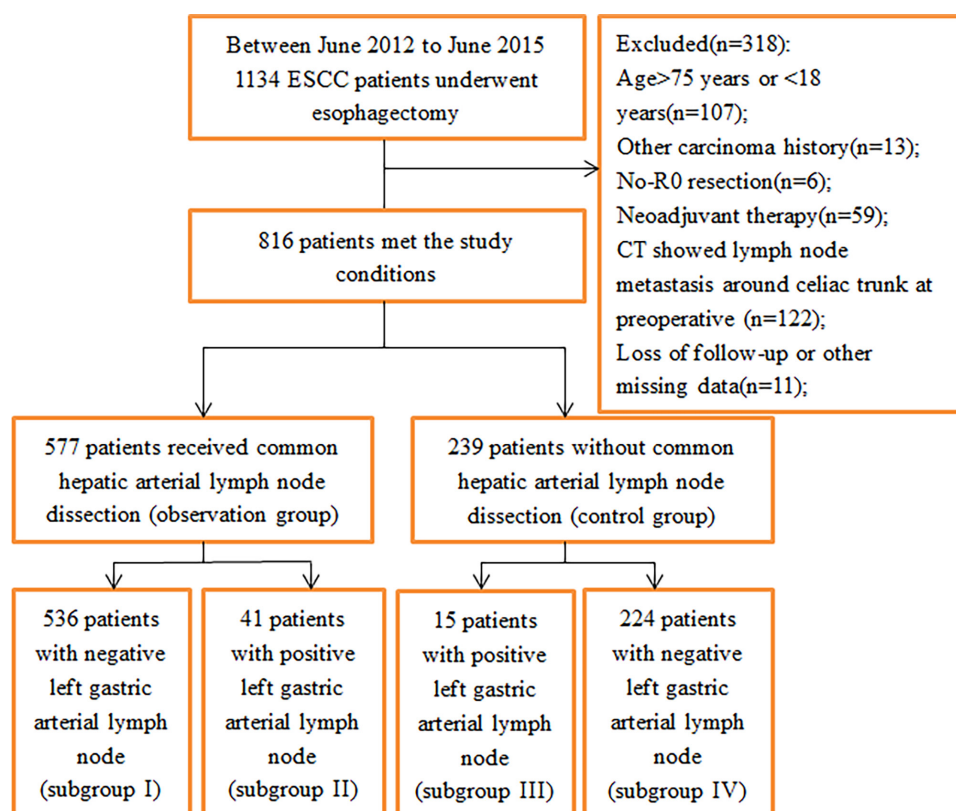 Between June 2012 to June 2015
1134 ESCC patients underwent
esophagectomy
Excluded(n=318):
Age>75 years or <18
years(n=107);
Other carcinoma history(n=13);
No-R0 resection(n=6);
Neoadjuvant therapy(n=59);
CT showed lymph node
metastasis around celiac trunk at
preoperative (n=122);
Loss of follow-up or other
missing data(n=11);
816 patients met the study
conditions
577 patients received common
hepatic arterial lymph node
dissection (observation group)
239 patients without common
hepatic arterial lymph node
dissection (control group)
536 patients
with negative
left gastric
arterial lymph
node
(subgroup I)
41 patients
with positive
left gastric
arterial lymph
node
(subgroup II)
15 patients
with positive
left gastric
arterial lymph
node
(subgroup III)
224 patients
with negative
left gastric
arterial lymph
node
(subgroup IV)